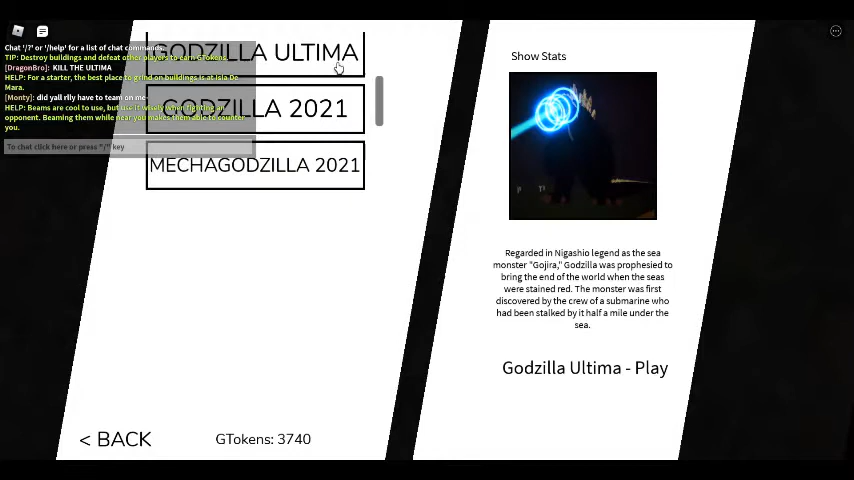 Chat '/?' or '/help' for a list of chat commands.
TIP: Destroy buildings and defeat other players to earn GTokens.
[DragonBro]: KILL THE ULTIMA
HELP: For a starter, the best place to grind on buildings is at Isla De
Mara.
[Monty]: did yall rlly have to team on me
HELP: Beams are cool to use, but use it wisely when fighting an
opponent. Beaming them while near you makes them able to counter
you.
To chat click here or press "/" key
GODZILLA ULTIMA
GODZILLA 2021
MECHAGODZILLA 2021
< BACK
GTokens: 3740
Show Stats
Regarded in Nigashio legend as the sea
monster "Gojira," Godzilla was prophesied to
bring the end of the world when the seas
were stained red. The monster was first
discovered by the crew of a submarine who
had been stalked by it half a mile under the
sea.
Godzilla Ultima - Play